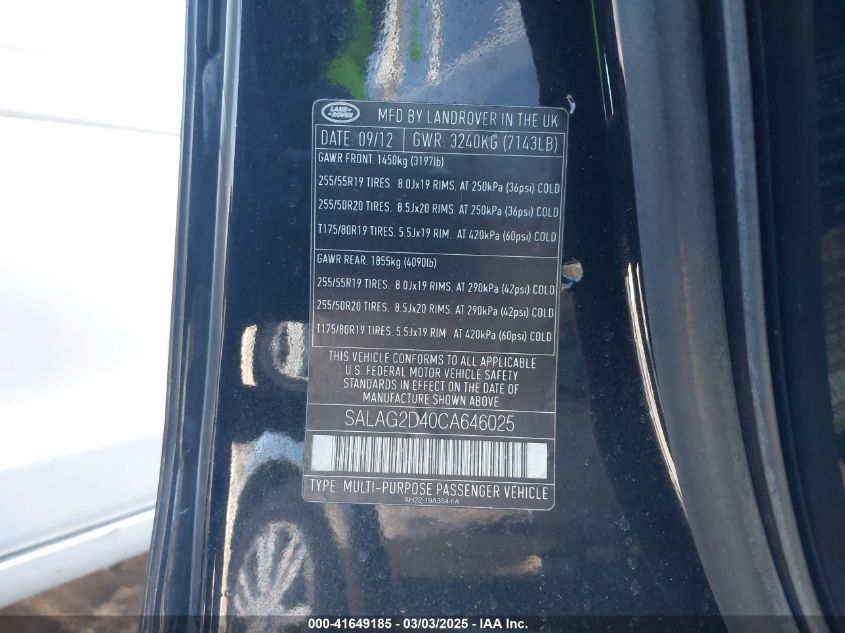 LAND ROVER
MFD BY LANDROVER IN THE UK
DATE: 09/12 GWR: 3240KG (7143LB)
GAWR FRONT: 1450kg (3197lb)
255/55R19 TIRES. 8.0Jx19 RIMS. AT 250kPa (36psi) COLD
255/50R20 TIRES. 8.5Jx20 RIMS. AT 250kPa (36psi) COLD
T175/80R19 TIRES. 5.5Jx19 RIM. AT 420kPa (60psi) COLD
GAWR REAR: 1855kg (4090lb)
255/55R19 TIRES. 8.0Jx19 RIMS. AT 290kPa (42psi) COLD
255/50R20 TIRES. 8.5Jx20 RIMS. AT 290kPa (42psi) COLD
T175/80R19 TIRES. 5.5Jx19 RIM. AT 420kPa (60psi) COLD
THIS VEHICLE CONFORMS TO ALL APPLICABLE
U.S. FEDERAL MOTOR VEHICLE SAFETY
STANDARDS IN EFFECT ON THE DATE OF
MANUFACTURE SHOWN ABOVE
SALAG2D40CA646025
TYPE: MULTI-PURPOSE PASSENGER VEHICLE
AH22-19A364-FA
000-41649185 - 03/03/2025 - IAA Inc.